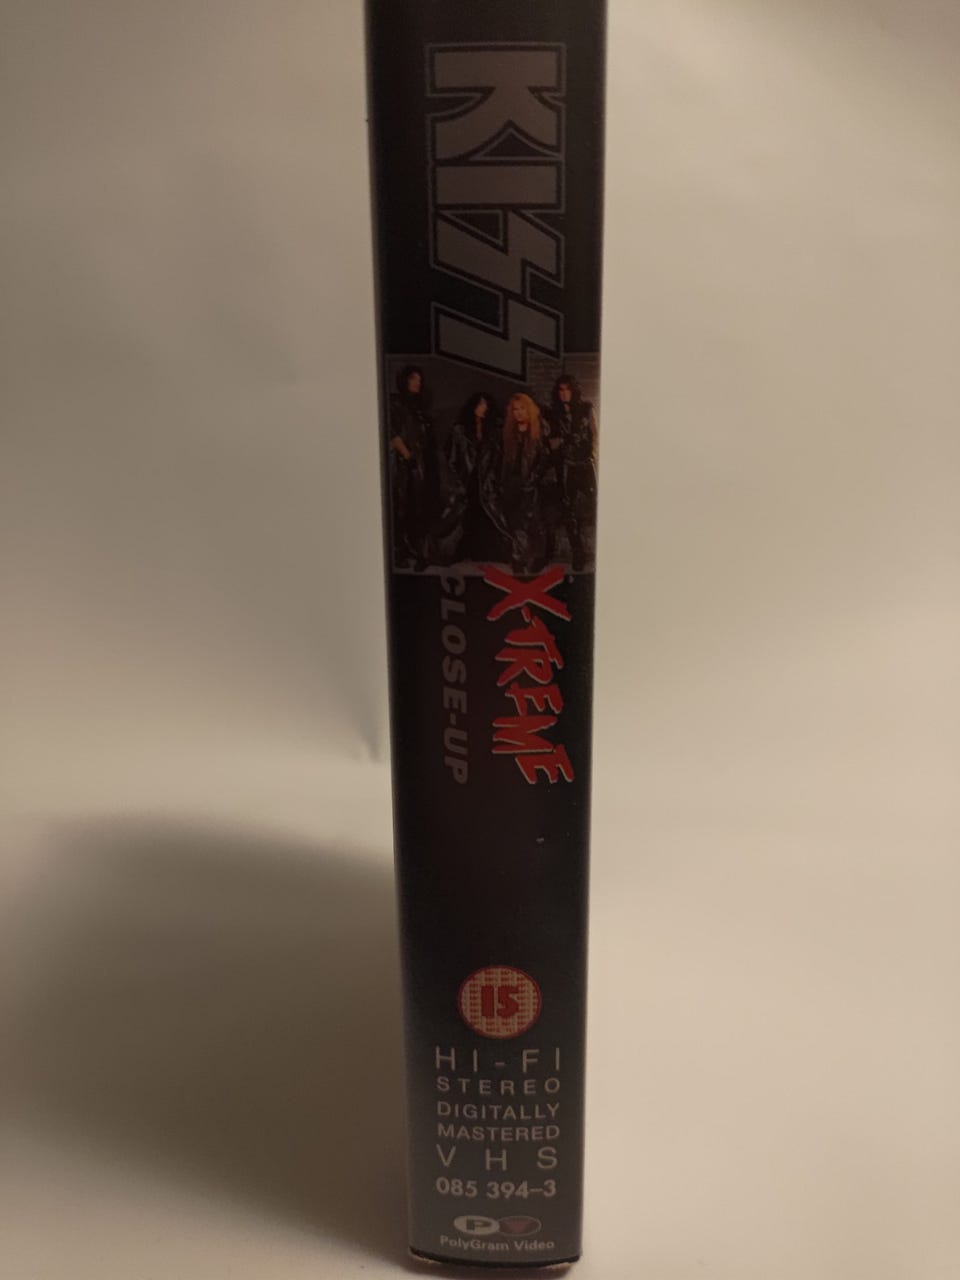 KISS
X-TREME
CLOSE-UP
15
HI-FI
STEREO
DIGITALLY
MASTERED
VHS
085 394-3
P
PolyGram Video